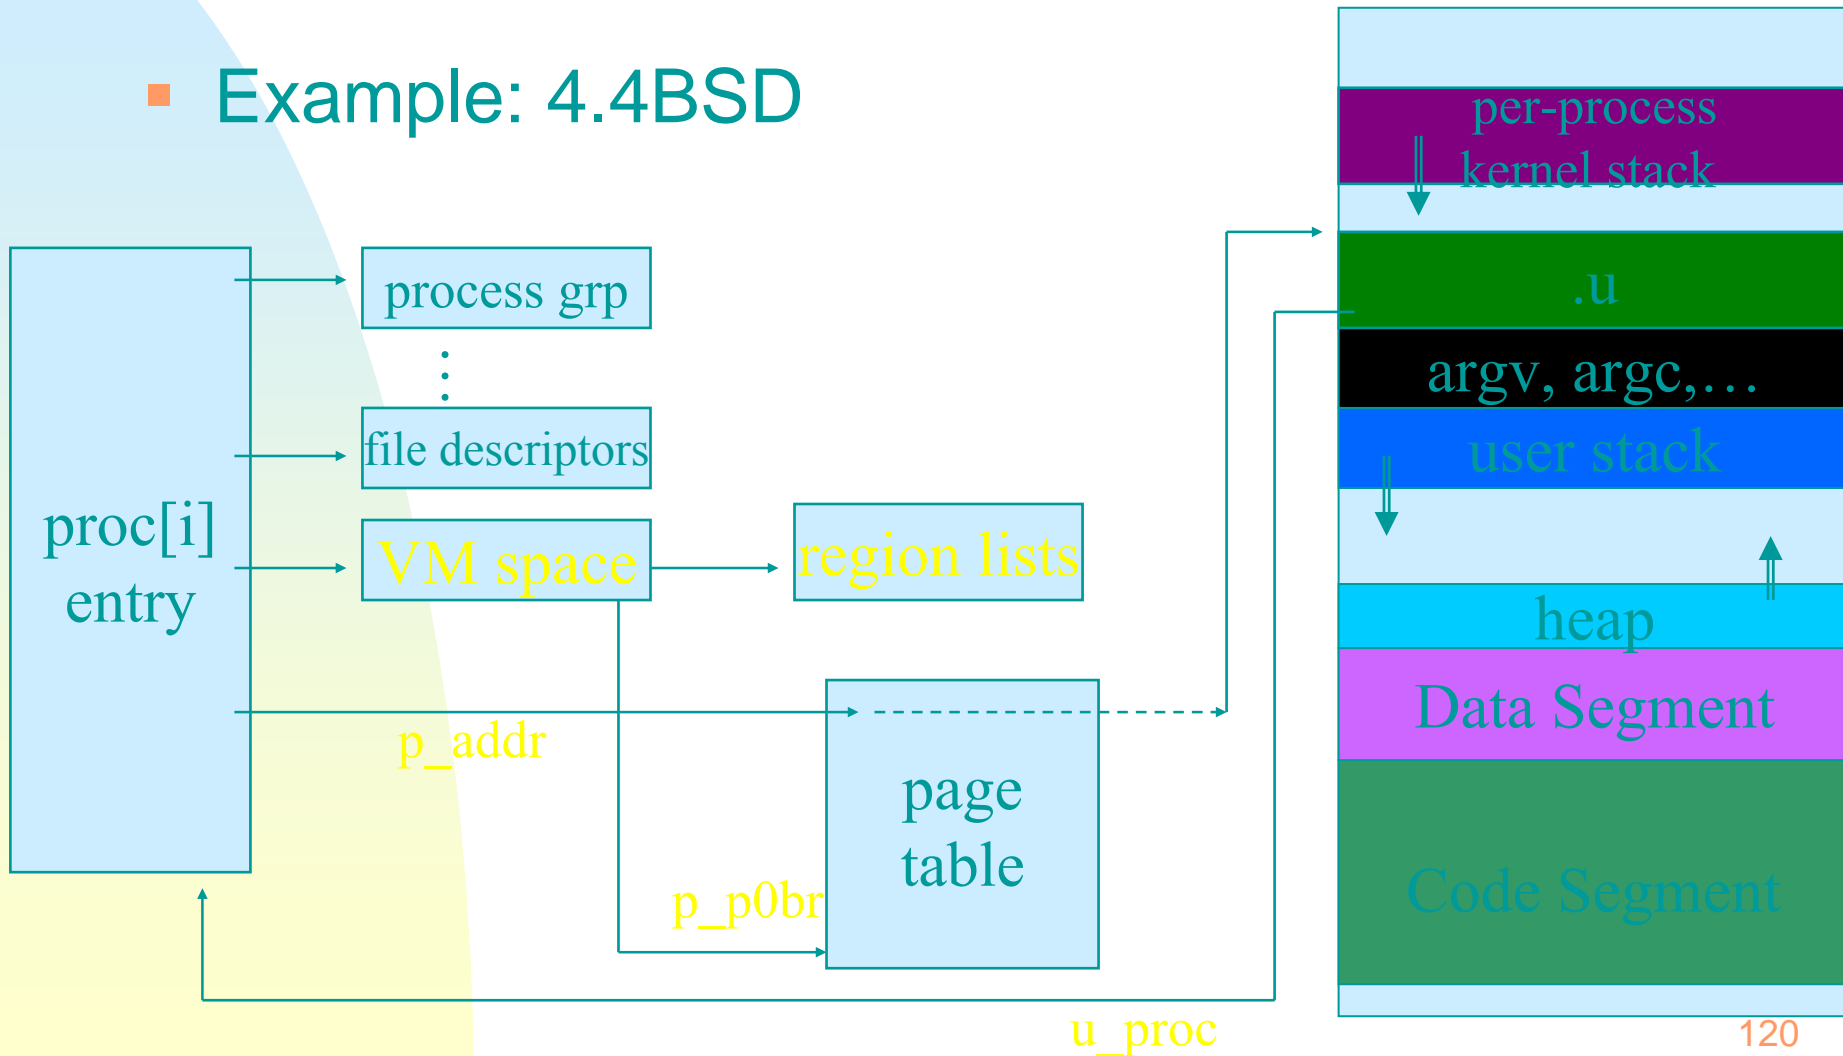 Example: 4.4BSD
per-process
kernel stack
.u
argv, argc,…
user stack
heap
Data Segment
Code Segment
process grp
file descriptors
proc[i]
entry
VM space
region lists
p_addr
page
table
p_p0br
u_proc
120